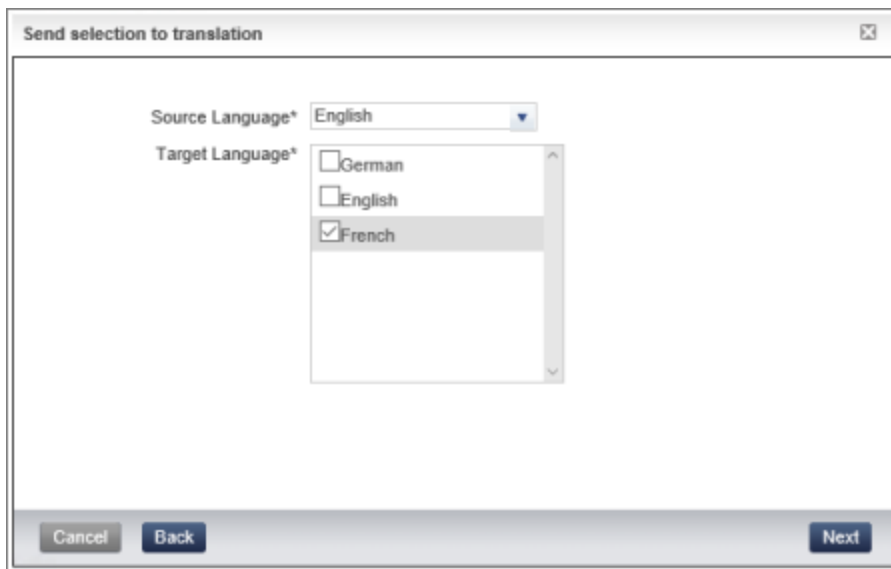 Send selection to translation
Source Language* English
Target Language*
German
English
French
Cancel Back Next